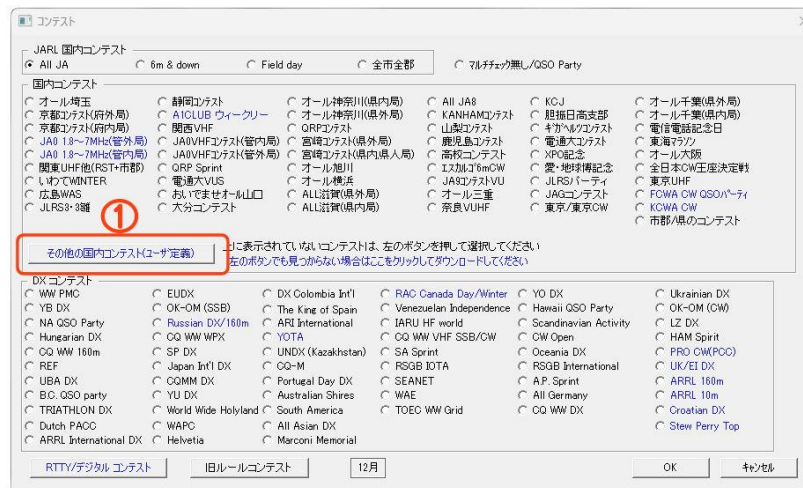 コンテスト
JARL 国内コンテスト
All JA 6m & down Field day 全市全郡 マルチチェック無し/QSO Party
国内コンテスト
オール埼玉 静岡コンテスト オール神奈川(県内局) All JA8 KCJ オール千葉(県外局)
京都コンテスト(府外局) A1CLUB ウィークリー オール神奈川(県外局) KANHAMコンテスト 胆振日高支部 オール千葉(県内局)
京都コンテスト(府内局) 関西VHF QRPコンテスト 山梨コンテスト ギガヘルツコンテスト 電信電話記念日
JA0 1.8～7MHz(管外局) JA0VHFコンテスト(管内局) 宮崎コンテスト(県外局) 鹿児島コンテスト 電通大コンテスト 東海マラソン
JA0 1.8～7MHz(管内局) JA0VHFコンテスト(管外局) 宮崎コンテスト(県内県人局) 高校コンテスト XPO記念 オール大阪
関東UHF他(RST+市郡) QRP Sprint オール旭川 エスカルゴ6mCW 愛・地球博記念 全日本CW王座決定戦
いわてWINTER 電通大VUS オール横浜 JA9コンテストVU JLRSパーティ 東京UHF
広島WAS おいでませオール山口 ALL滋賀(県外局) オール三重 JAGコンテスト FCWA CW QSOパーティ
JLRS3・3雛 大分コンテスト ALL滋賀(県内局) 奈良VUHF 東京/東京CW KCWA CW
市郡/県のコンテスト
①
その他の国内コンテスト(ユーザ定義) 上に表示されていないコンテストは、左のボタンを押して選択してください
左のボタンでも見つからない場合はここをクリックしてダウンロードしてください
DX コンテスト
WW PMC EUDX DX Colombia Int'l RAC Canada Day/Winter YO DX Ukrainian DX
YB DX OK-OM (SSB) The King of Spain Venezuelan Independence Hawaii QSO Party OK-OM (CW)
NA QSO Party Russian DX/160m ARI International IARU HF world Scandinavian Activity LZ DX
Hungarian DX CQ WW WPX YOTA CQ WW VHF SSB/CW CW Open HAM Spirit
CQ WW 160m SP DX UNDX (Kazakhstan) SA Sprint Oceania DX PRO CW(PCC)
REF Japan Int'l DX CQ-M RSGB IOTA RSGB International UK/EI DX
UBA DX CQMM DX Portugal Day DX SEANET A.P. Sprint ARRL 160m
B.C. QSO party YU DX Australian Shires WAE All Germany ARRL 10m
TRIATHLON DX World Wide Holyland South America TOEC WW Grid CQ WW DX Croatian DX
Dutch PACC WAPC All Asian DX Stew Perry Top
ARRL International DX Helvetia Marconi Memorial
RTTY/デジタル コンテスト 旧ルールコンテスト 12月 OK キャンセル